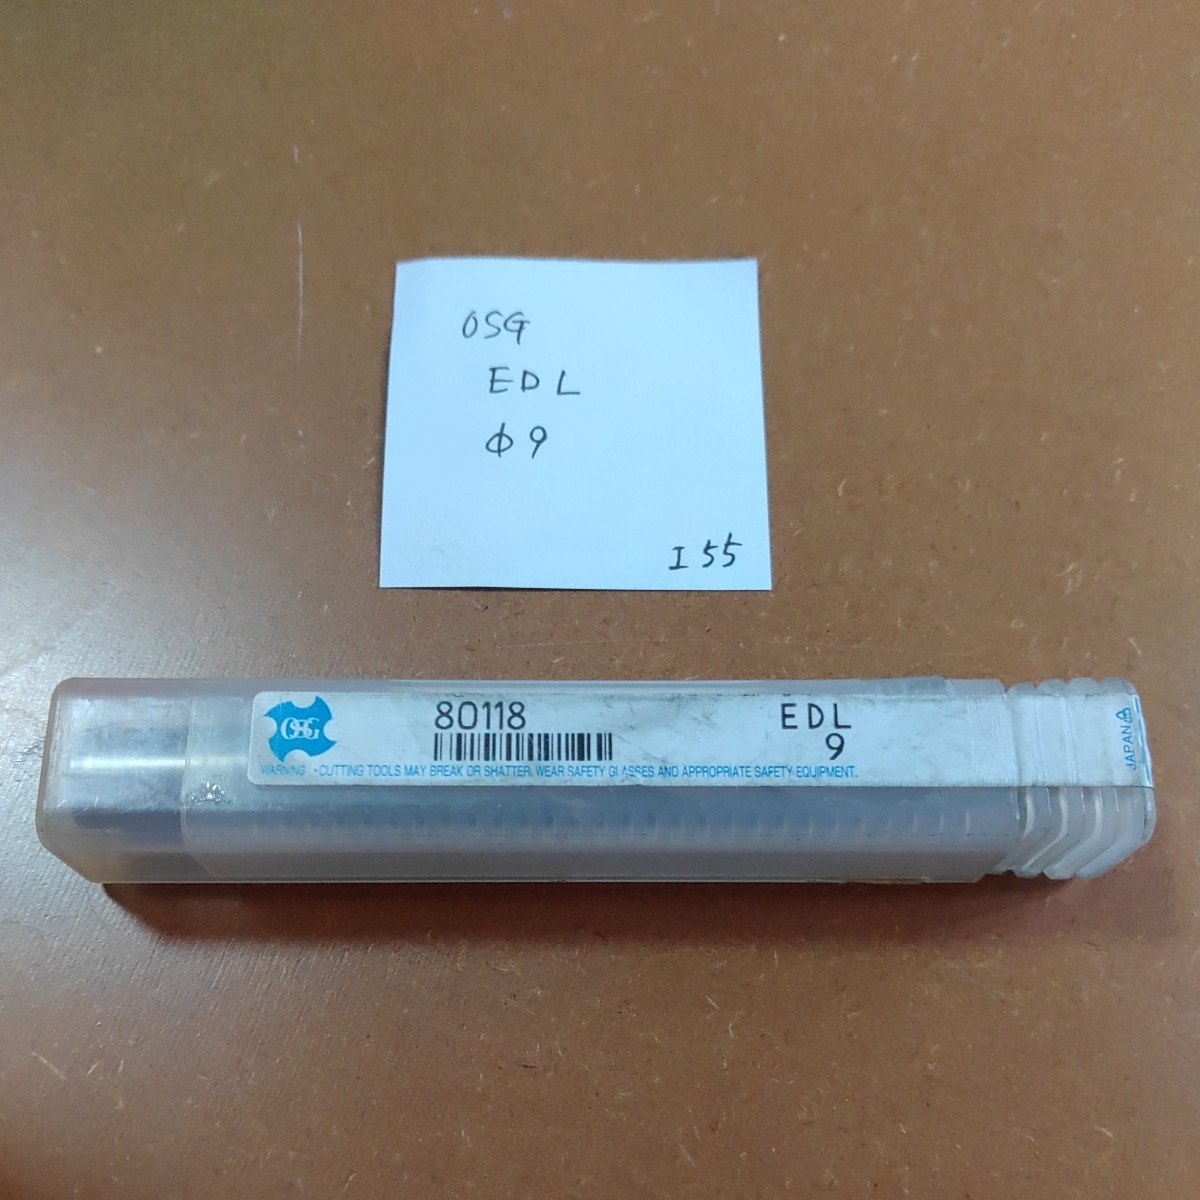 OSG
EDL
φ9
I55
OSG
80118
EDL
9
WARNING • CUTTING TOOLS MAY BREAK OR SHATTER, WEAR SAFETY GLASSES AND APPROPRIATE SAFETY EQUIPMENT.
JAPAN